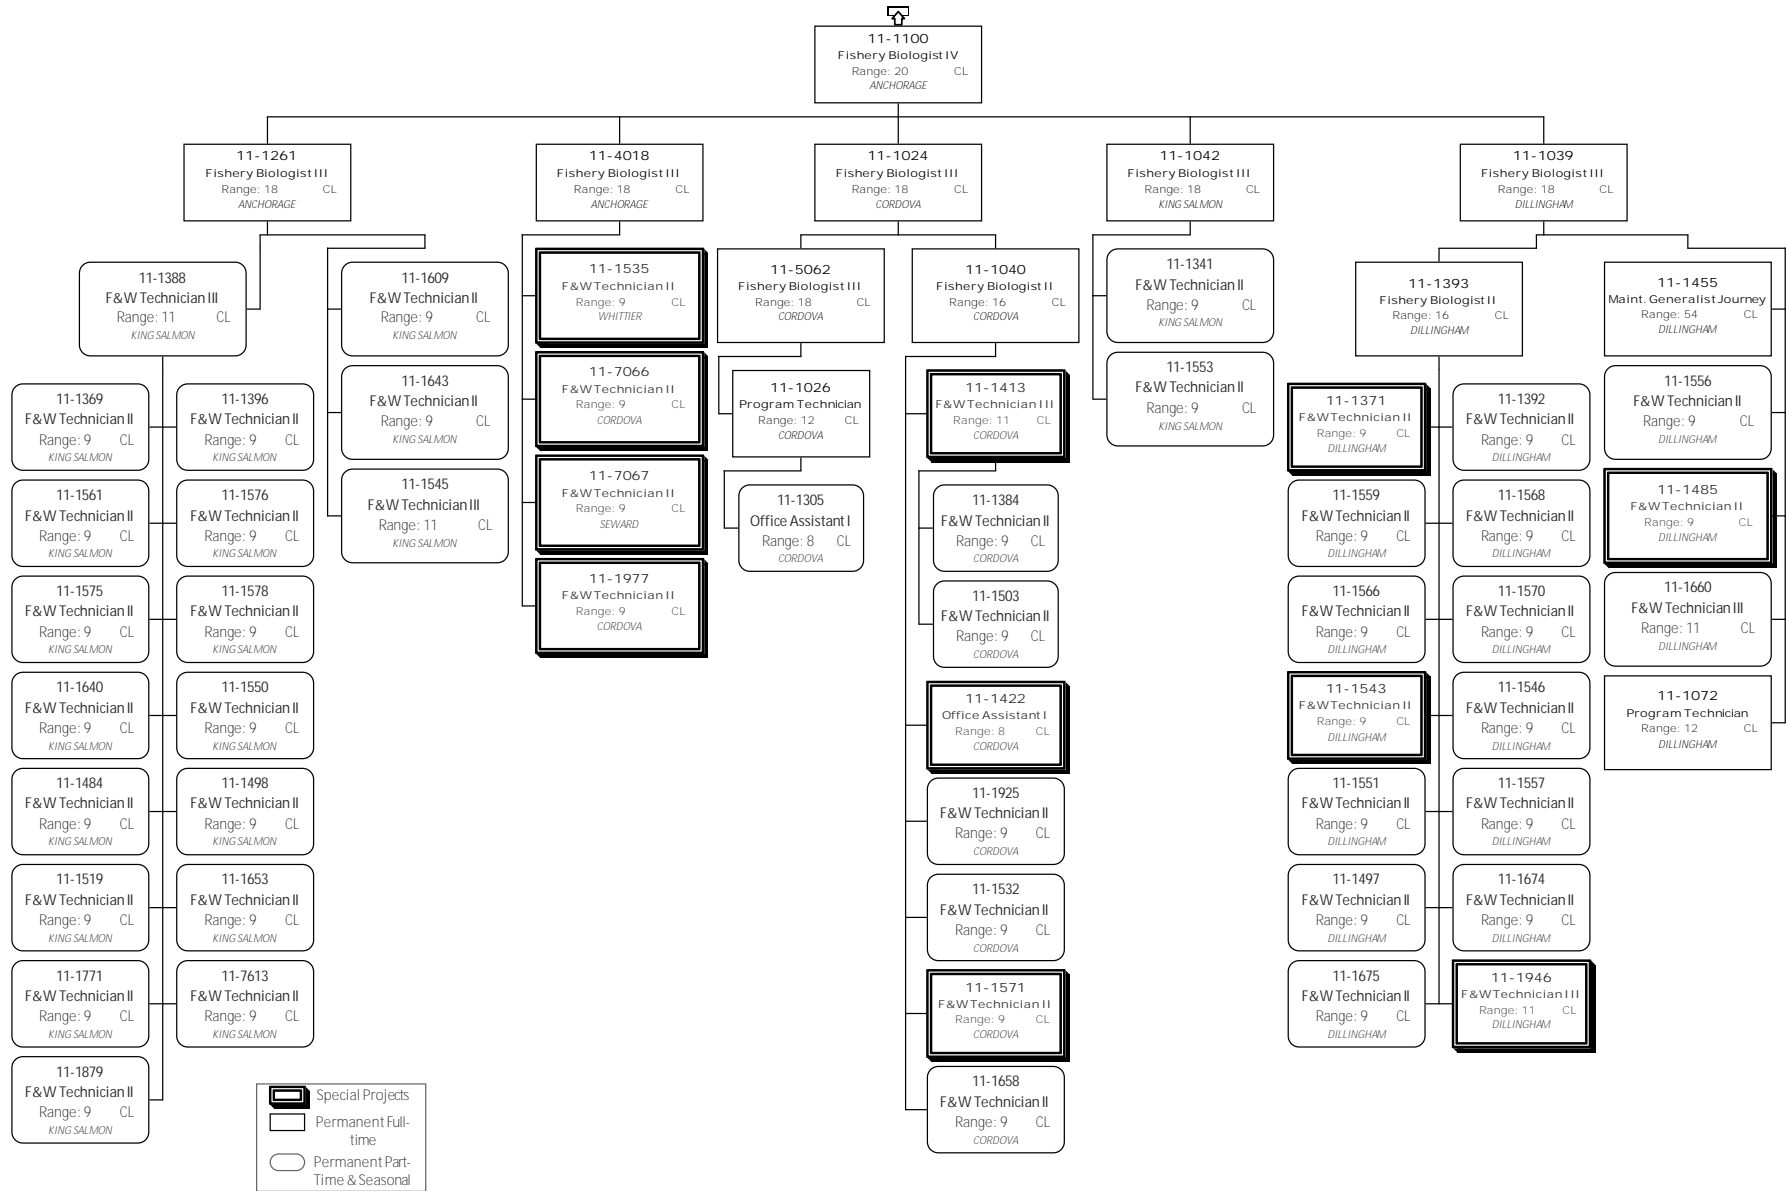 11-1100
Fishery Biologist IV
Range: 20 CL
ANCHORAGE
11-1261
Fishery Biologist III
Range: 18 CL
ANCHORAGE
11-4018
Fishery Biologist III
Range: 18 CL
ANCHORAGE
11-1024
Fishery Biologist III
Range: 18 CL
CORDOVA
11-1042
Fishery Biologist III
Range: 18 CL
KING SALMON
11-1039
Fishery Biologist III
Range: 18 CL
DILLINGHAM
11-1388
F&W Technician III
Range: 11 CL
KING SALMON
11-1369
F&W Technician II
Range: 9 CL
KING SALMON
11-1396
F&W Technician II
Range: 9 CL
KING SALMON
11-1561
F&W Technician II
Range: 9 CL
KING SALMON
11-1576
F&W Technician II
Range: 9 CL
KING SALMON
11-1575
F&W Technician II
Range: 9 CL
KING SALMON
11-1578
F&W Technician II
Range: 9 CL
KING SALMON
11-1640
F&W Technician II
Range: 9 CL
KING SALMON
11-1550
F&W Technician II
Range: 9 CL
KING SALMON
11-1484
F&W Technician II
Range: 9 CL
KING SALMON
11-1498
F&W Technician II
Range: 9 CL
KING SALMON
11-1519
F&W Technician II
Range: 9 CL
KING SALMON
11-1653
F&W Technician II
Range: 9 CL
KING SALMON
11-1771
F&W Technician II
Range: 9 CL
KING SALMON
11-7613
F&W Technician II
Range: 9 CL
KING SALMON
11-1879
F&W Technician II
Range: 9 CL
KING SALMON
11-1609
F&W Technician II
Range: 9 CL
KING SALMON
11-1643
F&W Technician II
Range: 9 CL
KING SALMON
11-1545
F&W Technician III
Range: 11 CL
KING SALMON
11-1535
F&W Technician II
Range: 9 CL
WHITTIER
11-7066
F&W Technician II
Range: 9 CL
CORDOVA
11-7067
F&W Technician II
Range: 9 CL
SEWARD
11-1977
F&W Technician II
Range: 9 CL
CORDOVA
11-5062
Fishery Biologist III
Range: 18 CL
CORDOVA
11-1026
Program Technician
Range: 12 CL
CORDOVA
11-1305
Office Assistant I
Range: 8 CL
CORDOVA
11-1040
Fishery Biologist II
Range: 16 CL
CORDOVA
11-1413
F&W Technician III
Range: 11 CL
CORDOVA
11-1384
F&W Technician II
Range: 9 CL
CORDOVA
11-1503
F&W Technician II
Range: 9 CL
CORDOVA
11-1422
Office Assistant I
Range: 8 CL
CORDOVA
11-1925
F&W Technician II
Range: 9 CL
CORDOVA
11-1532
F&W Technician II
Range: 9 CL
CORDOVA
11-1571
F&W Technician II
Range: 9 CL
CORDOVA
11-1658
F&W Technician II
Range: 9 CL
CORDOVA
11-1341
F&W Technician II
Range: 9 CL
KING SALMON
11-1553
F&W Technician II
Range: 9 CL
KING SALMON
11-1393
Fishery Biologist II
Range: 16 CL
DILLINGHAM
11-1371
F&W Technician II
Range: 9 CL
DILLINGHAM
11-1392
F&W Technician II
Range: 9 CL
DILLINGHAM
11-1559
F&W Technician II
Range: 9 CL
DILLINGHAM
11-1568
F&W Technician II
Range: 9 CL
DILLINGHAM
11-1566
F&W Technician II
Range: 9 CL
DILLINGHAM
11-1570
F&W Technician II
Range: 9 CL
DILLINGHAM
11-1543
F&W Technician II
Range: 9 CL
DILLINGHAM
11-1546
F&W Technician II
Range: 9 CL
DILLINGHAM
11-1551
F&W Technician II
Range: 9 CL
DILLINGHAM
11-1557
F&W Technician II
Range: 9 CL
DILLINGHAM
11-1497
F&W Technician II
Range: 9 CL
DILLINGHAM
11-1674
F&W Technician II
Range: 9 CL
DILLINGHAM
11-1675
F&W Technician II
Range: 9 CL
DILLINGHAM
11-1946
F&W Technician III
Range: 11 CL
DILLINGHAM
11-1455
Maint. Generalist Journey
Range: 54 CL
DILLINGHAM
11-1556
F&W Technician II
Range: 9 CL
DILLINGHAM
11-1485
F&W Technician II
Range: 9 CL
DILLINGHAM
11-1660
F&W Technician III
Range: 11 CL
DILLINGHAM
11-1072
Program Technician
Range: 12 CL
DILLINGHAM
Special Projects
Permanent Full-
time
Permanent Part-
Time & Seasonal